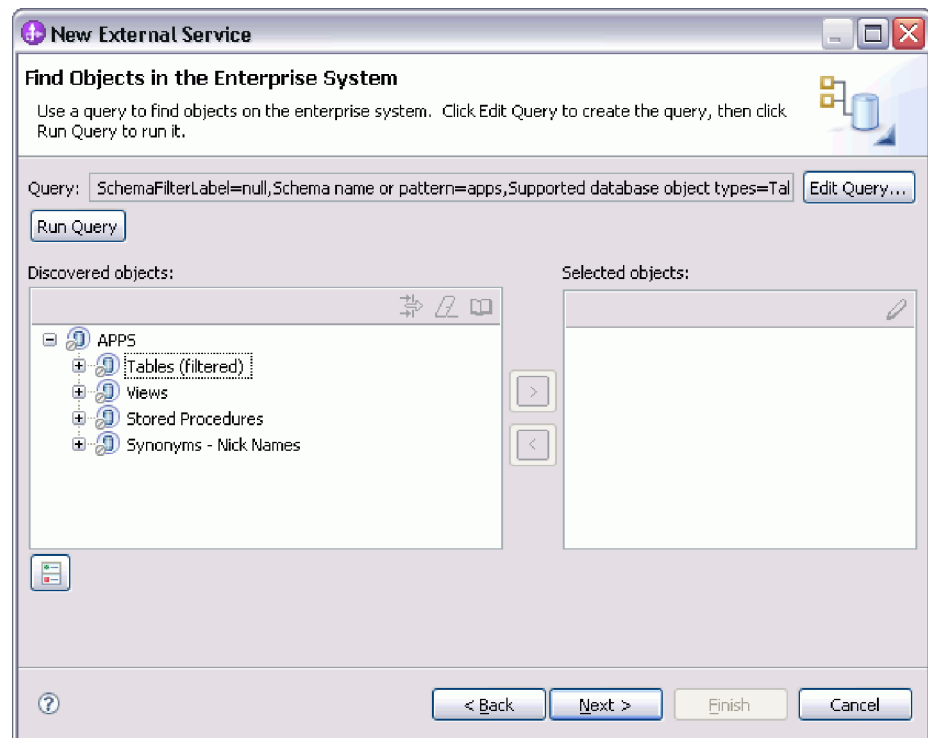 New External Service
Find Objects in the Enterprise System
Use a query to find objects on the enterprise system. Click Edit Query to create the query, then click
Run Query to run it.
Query: SchemaFilterLabel=null,Schema name or pattern=apps,Supported database object types=Tal Edit Query...
Run Query
Discovered objects: Selected objects:
APPS
Tables (filtered)
Views
Stored Procedures
Synonyms - Nick Names
> 
<
? < Back Next > Finish Cancel